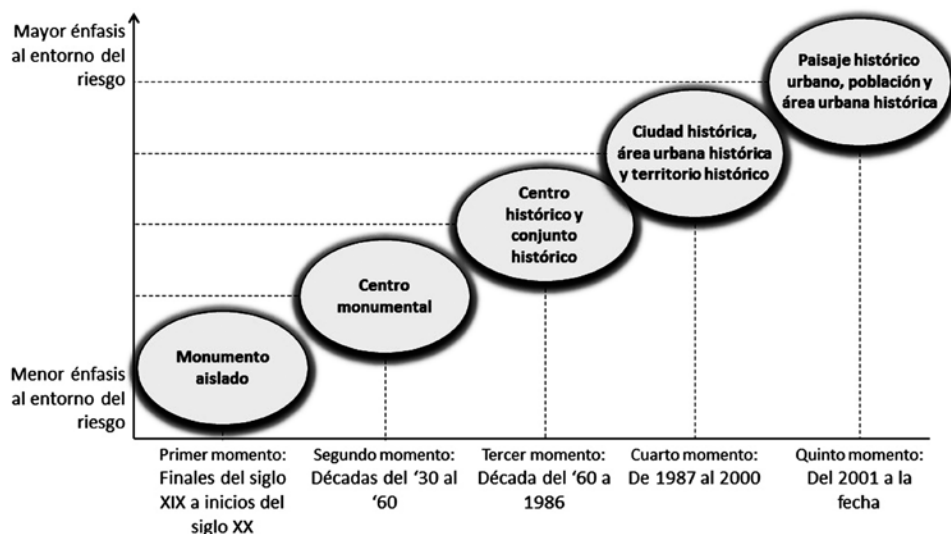 Mayor énfasis
al entorno del
riesgo
Paisaje histórico
urbano, población y
área urbana histórica
Ciudad histórica,
área urbana histórica
y territorio histórico
Centro
histórico y
conjunto
histórico
Centro
monumental
Monumento
aislado
Menor énfasis
al entorno del
riesgo
Primer momento:
Finales del siglo
XIX a inicios del
siglo XX
Segundo momento:
Décadas del ‘30 al
‘60
Tercer momento:
Década del ‘60 a
1986
Cuarto momento:
De 1987 al 2000
Quinto momento:
Del 2001 a la
fecha